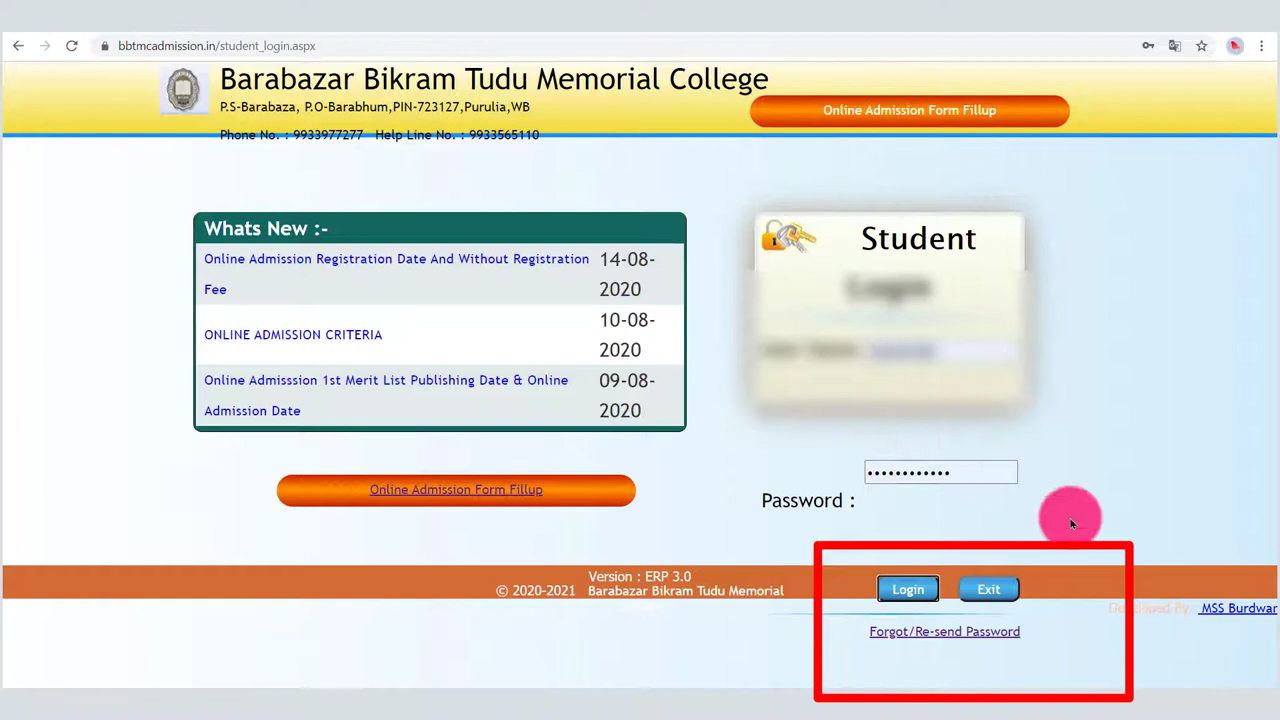 bbtmcadmission.in/student_login.aspx
Barabazar Bikram Tudu Memorial College
P.S-Barabaza, P.O-Barabhum,PIN-723127,Purulia,WB
Online Admission Form Fillup
Phone No. : 9933977277 Help Line No. : 9933565110
Whats New :-
Online Admission Registration Date And Without Registration
Fee
14-08-
2020
ONLINE ADMISSION CRITERIA
10-08-
2020
Online Admisssion 1st Merit List Publishing Date & Online
Admission Date
09-08-
2020
Online Admission Form Fillup
Student
Login
Password :
Login Exit
Forgot/Re-send Password
Version : ERP 3.0
© 2020-2021 Barabazar Bikram Tudu Memorial
Developed By : MSS Burdwan